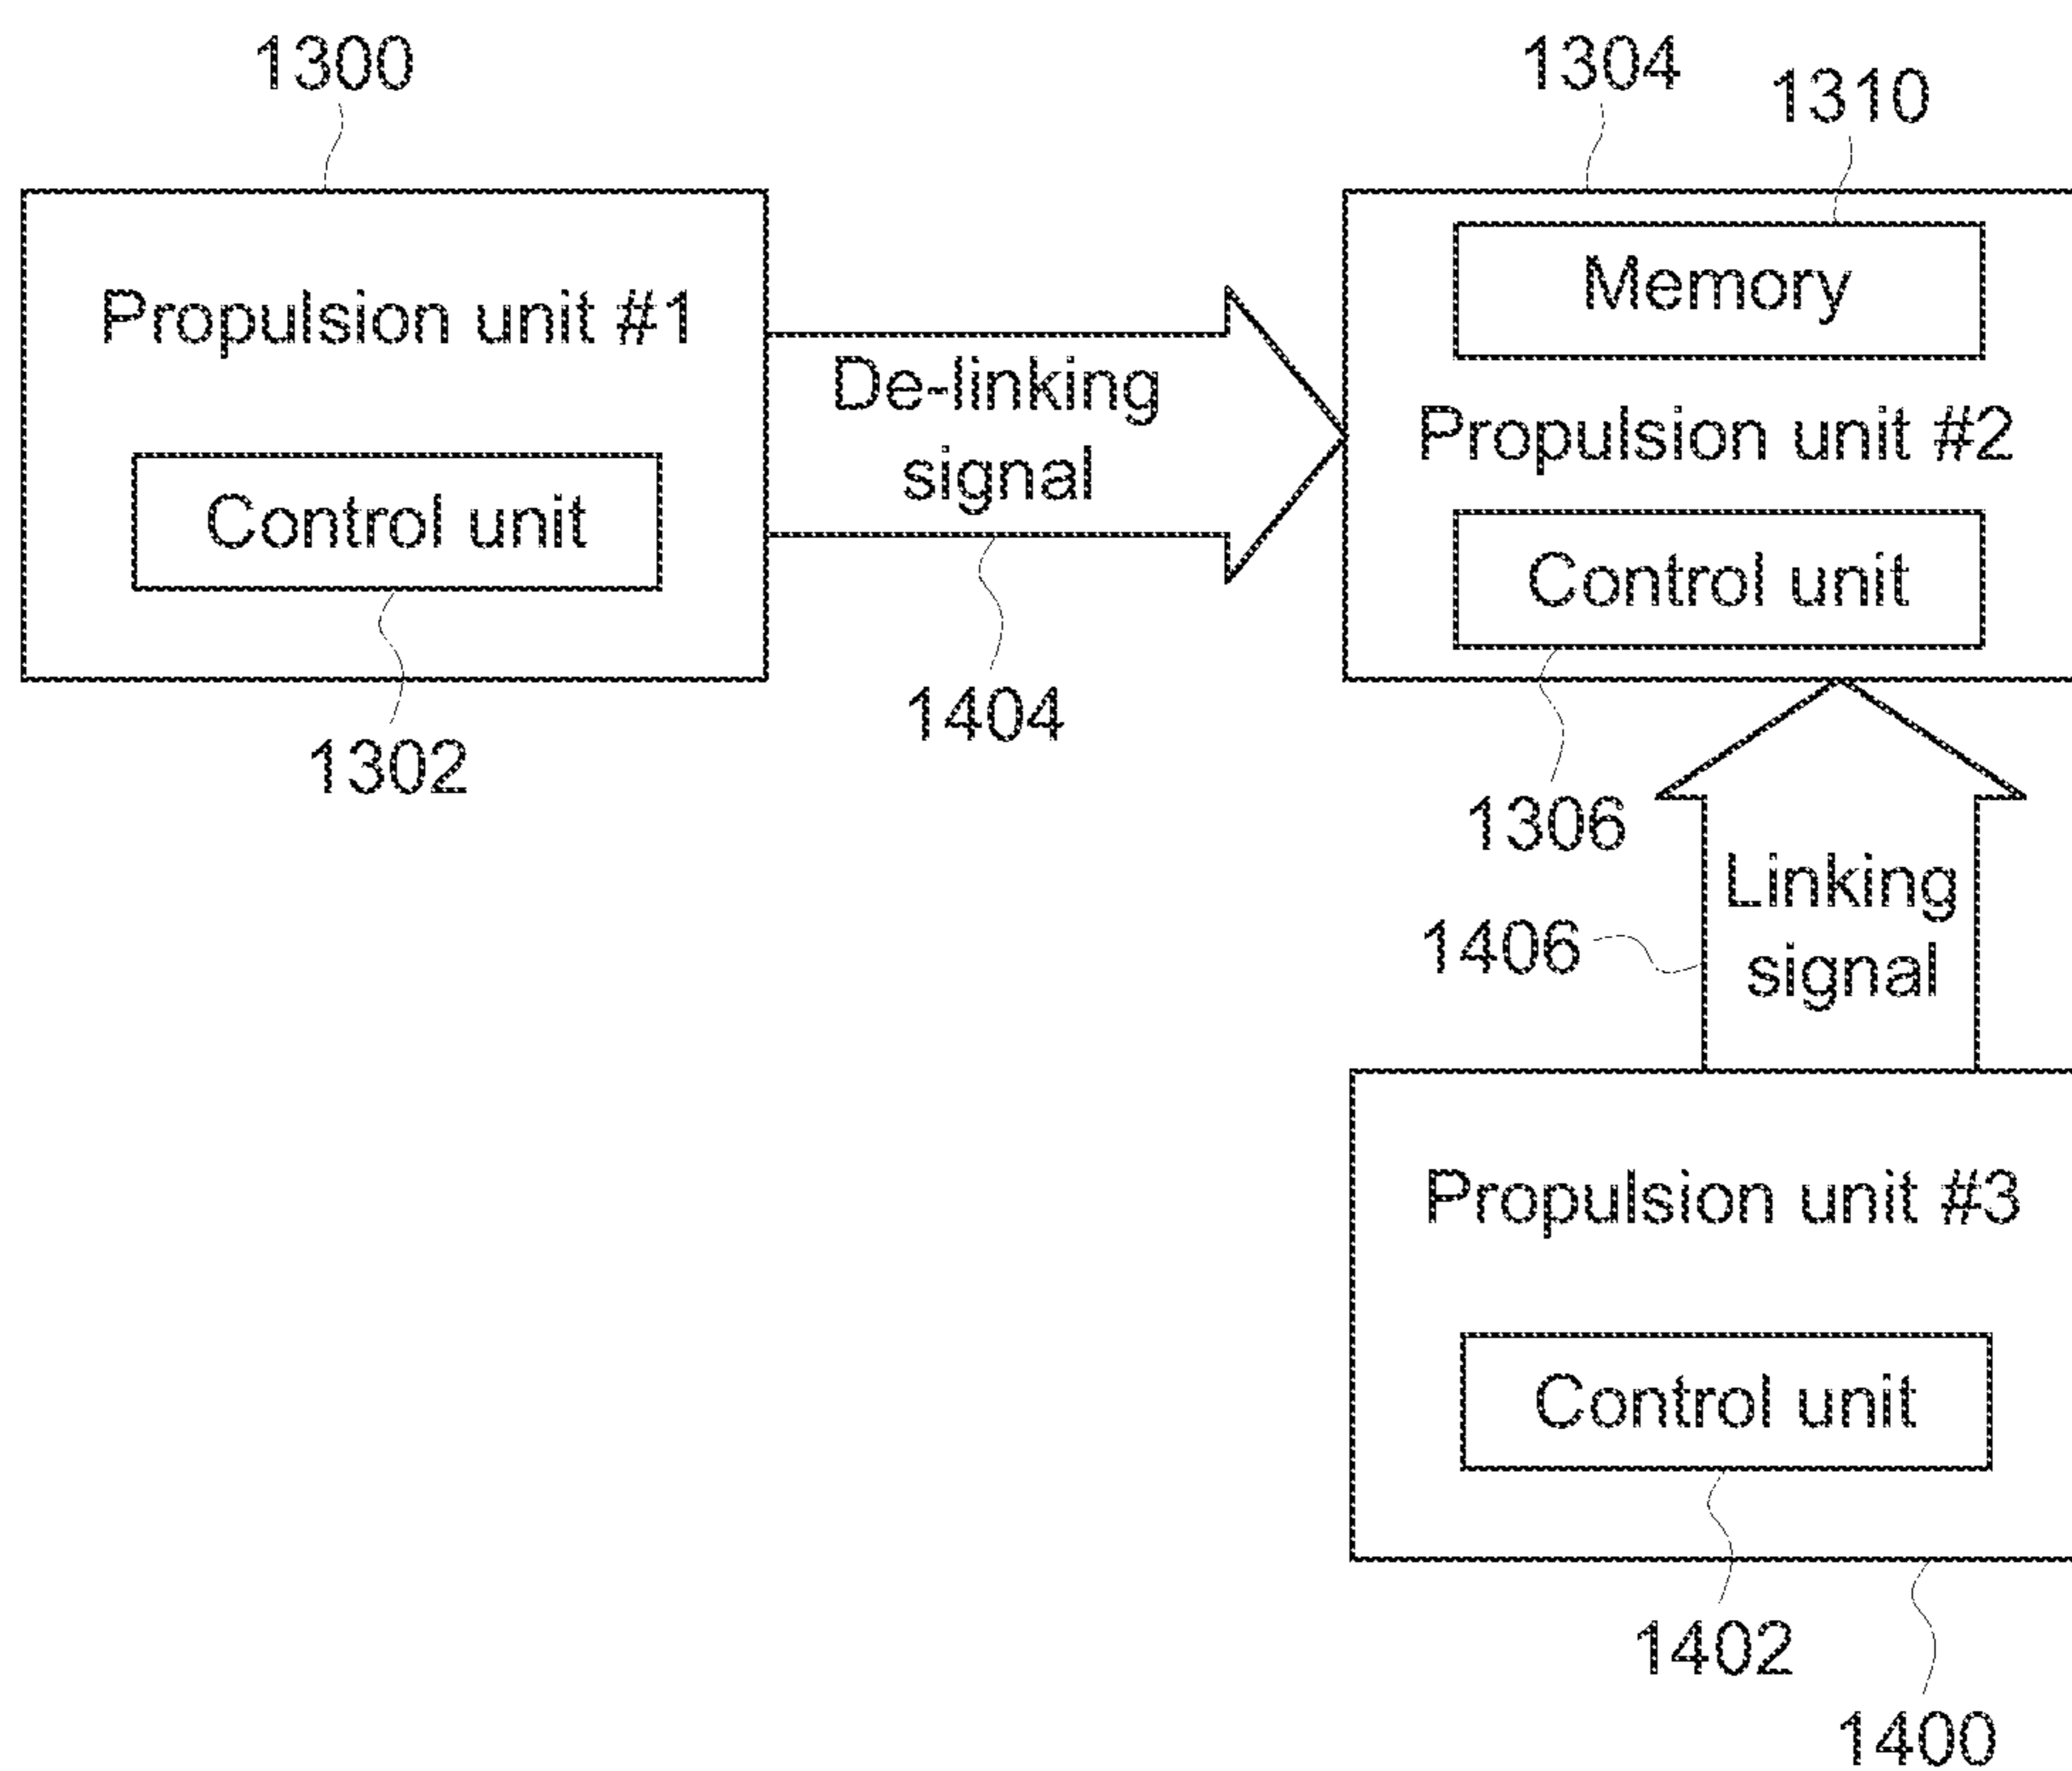 1300
1304
1310
Propulsion unit #1
Control unit
1302
De-linking
signal
1404
Memory
Propulsion unit #2
Control unit
1306
Linking
signal
1406
Propulsion unit #3
Control unit
1402
1400